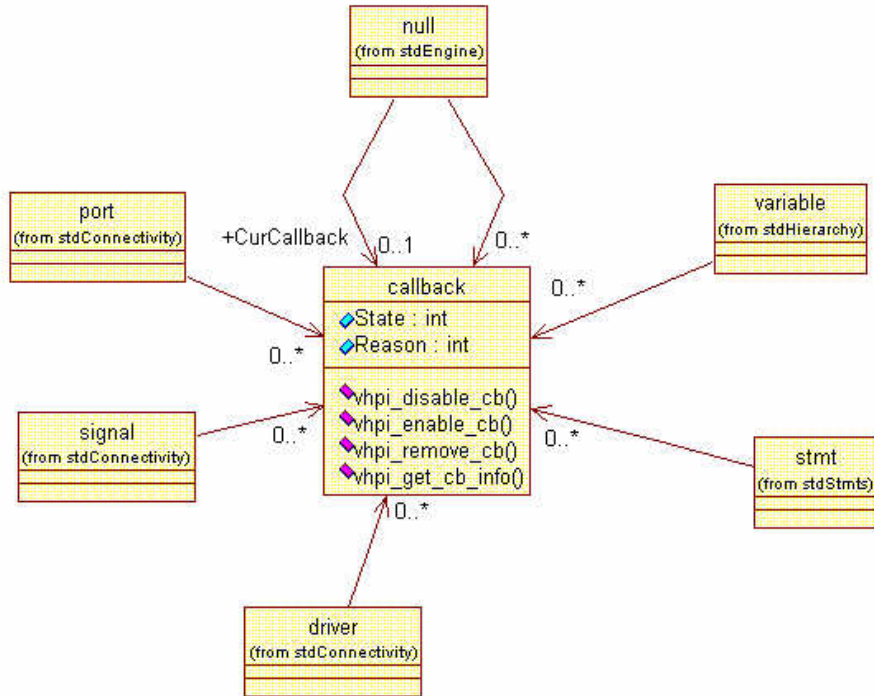 null
(from stdEngine)
port
(from stdConnectivity)
variable
(from stdHierarchy)
+CurCallback
0..1
0..*
0..*
callback
State : int
Reason : int
0..*
vhpi_disable_cb()
vhpi_enable_cb()
vhpi_remove_cb()
vhpi_get_cb_info()
signal
(from stdConnectivity)
0..*
0..*
stmt
(from stdStmts)
0..*
driver
(from stdConnectivity)